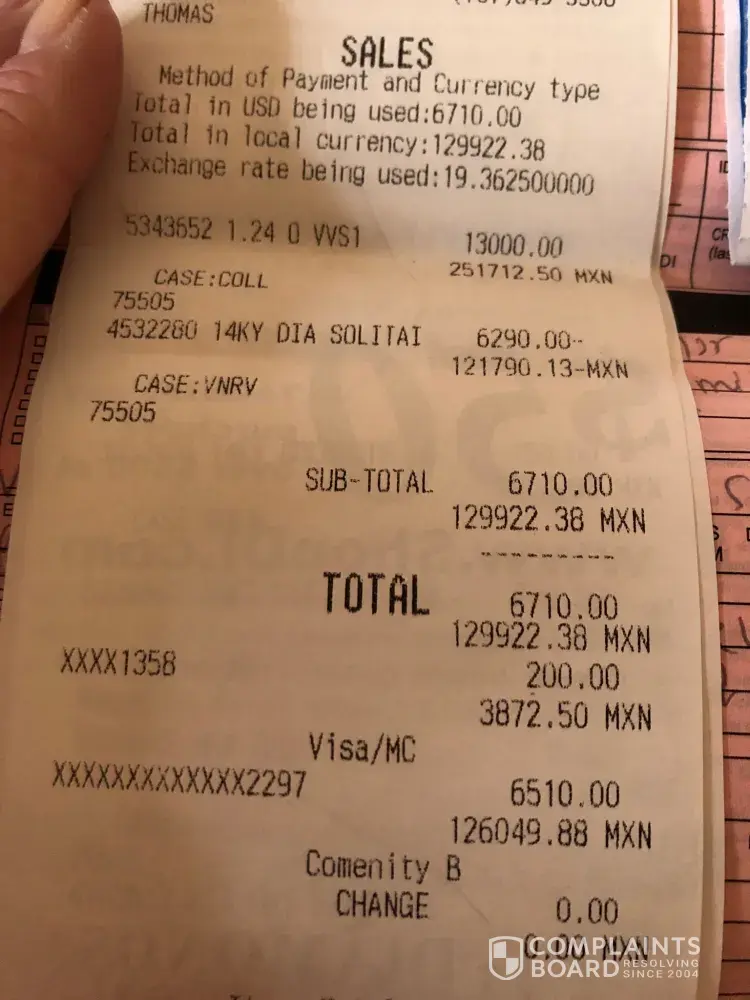 THOMAS
SALES
Method of Payment and Currency type
Total in USD being used:6710.00
Total in local currency:129922.38
Exchange rate being used:19.362500000
5343652 1.24 0 VVS1 13000.00
251712.50 MXN
CASE:COLL
75505
4532280 14KY DIA SOLITAI 6290.00-
121790.13-MXN
CASE:VNRV
75505
SUB-TOTAL 6710.00
129922.38 MXN
---------
TOTAL 6710.00
129922.38 MXN
XXXX1358 200.00
3872.50 MXN
Visa/MC
XXXXXXXXXXXXX2297 6510.00
126049.88 MXN
Comenity B
CHANGE 0.00
0.00 MXN
COMPLAINTS
BOARD RESOLVING
SINCE 2004